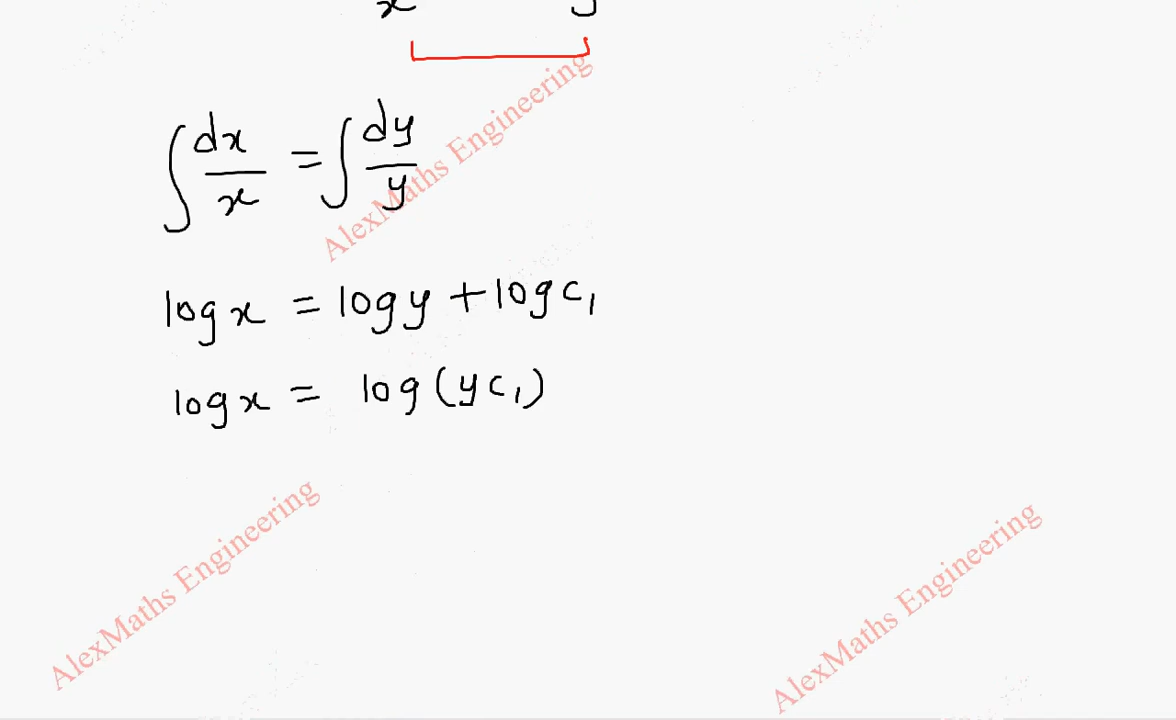 x y
∫ dx/x = ∫ dy/y
log x = log y + log c₁
log x = log (y c₁)
AlexMaths Engineering
AlexMaths Engineering
AlexMaths Engineering